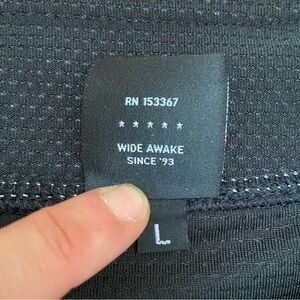 RN 153367
* * * * *
WIDE AWAKE
SINCE '93
L